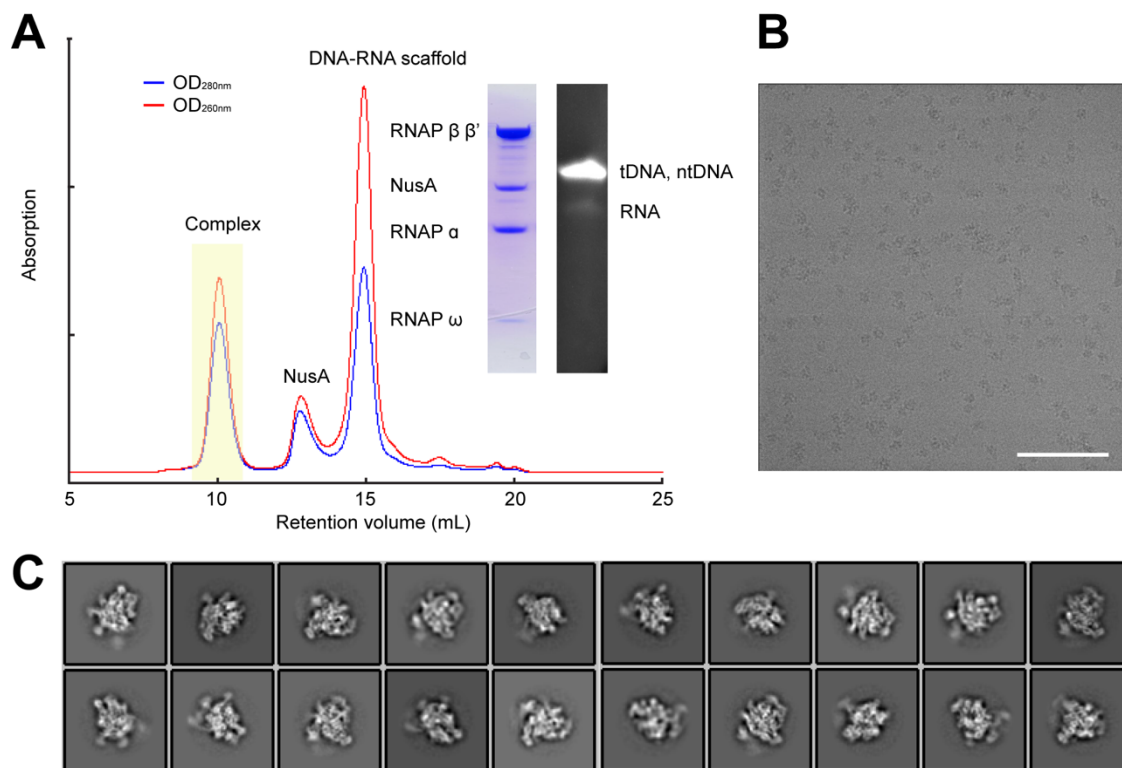 A
B
DNA-RNA scaffold
OD280nm
OD260nm
RNAP β β’
NusA
RNAP α
RNAP ω
tDNA, ntDNA
RNA
Complex
NusA
Absorption
5
10
15
20
25
Retention volume (mL)
C